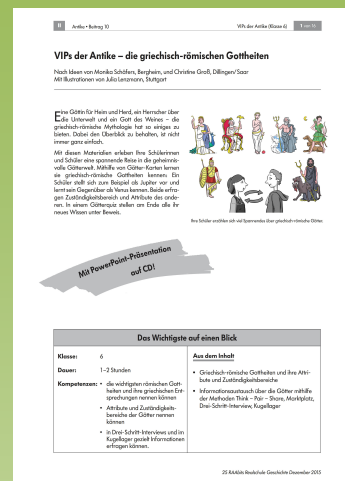 II Antike • Beitrag 10 VIPs der Antike (Klasse 6) 1 von 16
VIPs der Antike – die griechisch-römischen Gottheiten
Nach Ideen von Monika Schäfers, Bergheim, und Christine Groß, Dillingen/Saar
Mit Illustrationen von Julia Lenzmann, Stuttgart
Eine Göttin für Heim und Herd, ein Herrscher über
die Unterwelt und ein Gott des Weines – die
griechisch-römische Mythologie hat so einiges zu
bieten. Dabei den Überblick zu behalten, ist nicht
immer ganz einfach.
Mit diesen Materialien erleben Ihre Schülerinnen
und Schüler eine spannende Reise in die geheimnis-
volle Götterwelt. Mithilfe von Götter-Karten lernen
sie griechisch-römische Gottheiten kennen: Ein
Schüler stellt sich zum Beispiel als Jupiter vor und
lernt sein Gegenüber als Venus kennen. Beide erfra-
gen Zuständigkeitsbereich und Attribute des ande-
ren. In einem Götterquiz stellen am Ende alle ihr
neues Wissen unter Beweis.
Ihre Schüler erzählen sich viel Spannendes über griechisch-römische Götter.
Mit PowerPoint-Präsentation
auf CD!
Das Wichtigste auf einen Blick
Klasse: 6
Dauer: 1–2 Stunden
Kompetenzen: • die wichtigsten römischen Gott-
heiten und ihre griechischen Ent-
sprechungen nennen können
• Attribute und Zuständigkeits-
bereiche der Götter nennen
können
• in Drei-Schritt-Interviews und im
Kugellager gezielt Informationen
erfragen können.
Aus dem Inhalt
• Griechisch-römische Gottheiten und ihre Attri-
bute und Zuständigkeitsbereiche
• Informationsaustausch über die Götter mithilfe
der Methoden Think – Pair – Share, Marktplatz,
Drei-Schritt-Interview, Kugellager
25 RAAbits Realschule Geschichte Dezember 2015